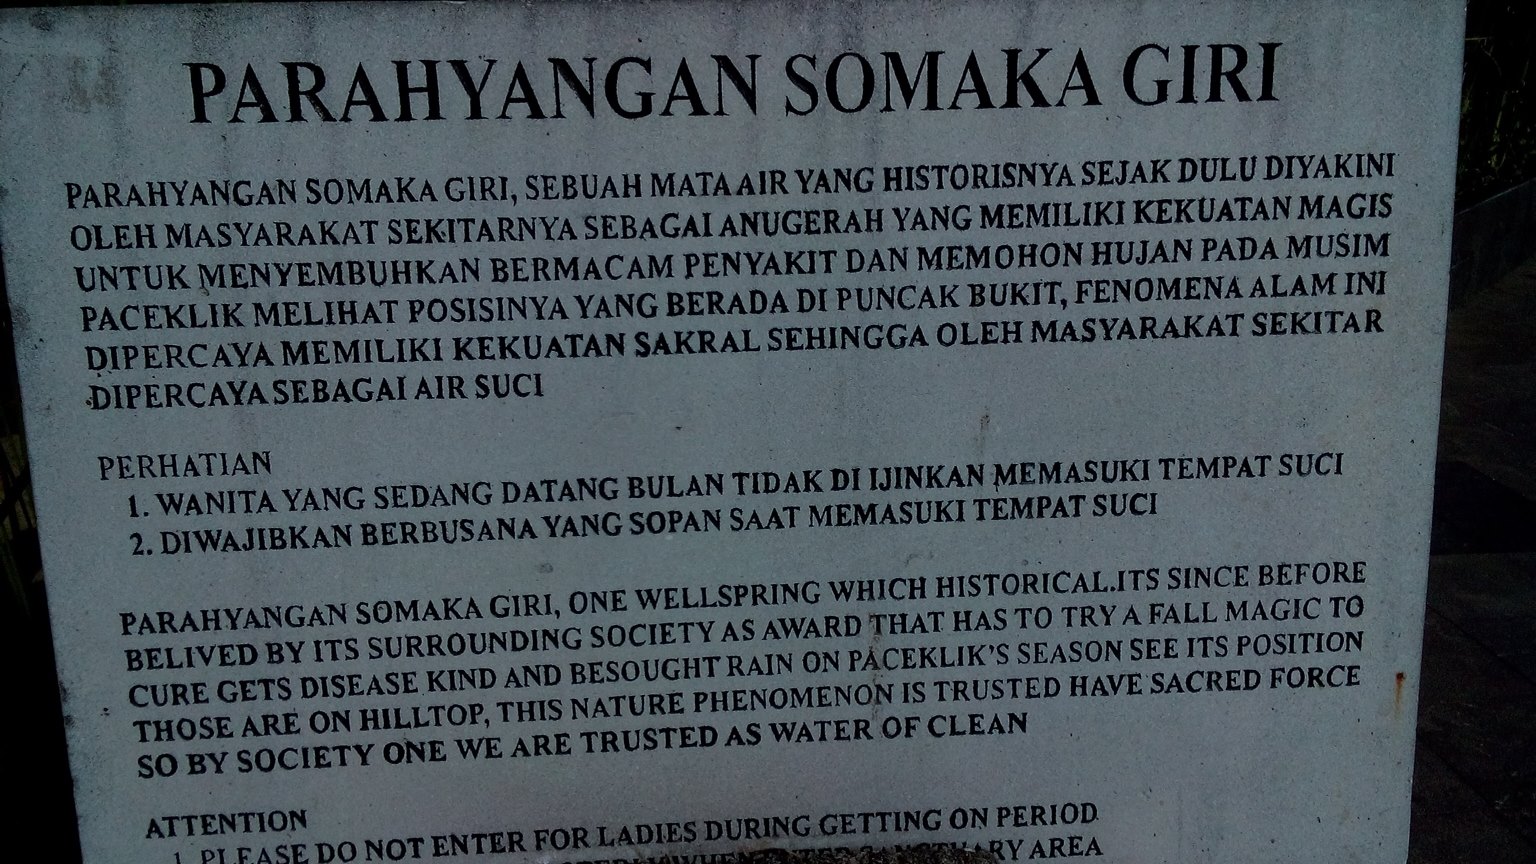 PARAHYANGAN SOMAKA GIRI
PARAHYANGAN SOMAKA GIRI, SEBUAH MATA AIR YANG HISTORISNYA SEJAK DULU DIYAKINI
OLEH MASYARAKAT SEKITARNYA SEBAGAI ANUGERAH YANG MEMILIKI KEKUATAN MAGIS
UNTUK MENYEMBUHKAN BERMACAM PENYAKIT DAN MEMOHON HUJAN PADA MUSIM
PACEKLIK MELIHAT POSISINYA YANG BERADA DI PUNCAK BUKIT, FENOMENA ALAM INI
DIPERCAYA MEMILIKI KEKUATAN SAKRAL SEHINGGA OLEH MASYARAKAT SEKITAR
DIPERCAYA SEBAGAI AIR SUCI
PERHATIAN
1. WANITA YANG SEDANG DATANG BULAN TIDAK DI IJINKAN MEMASUKI TEMPAT SUCI
2. DIWAJIBKAN BERBUSANA YANG SOPAN SAAT MEMASUKI TEMPAT SUCI
PARAHYANGAN SOMAKA GIRI, ONE WELLSPRING WHICH HISTORICAL.ITS SINCE BEFORE
BELIVED BY ITS SURROUNDING SOCIETY AS AWARD THAT HAS TO TRY A FALL MAGIC TO
CURE GETS DISEASE KIND AND BESOUGHT RAIN ON PACEKLIK'S SEASON SEE ITS POSITION
THOSE ARE ON HILLTOP, THIS NATURE PHENOMENON IS TRUSTED HAVE SACRED FORCE
SO BY SOCIETY ONE WE ARE TRUSTED AS WATER OF CLEAN
ATTENTION
1. PLEASE DO NOT ENTER FOR LADIES DURING GETTING ON PERIOD
AREA